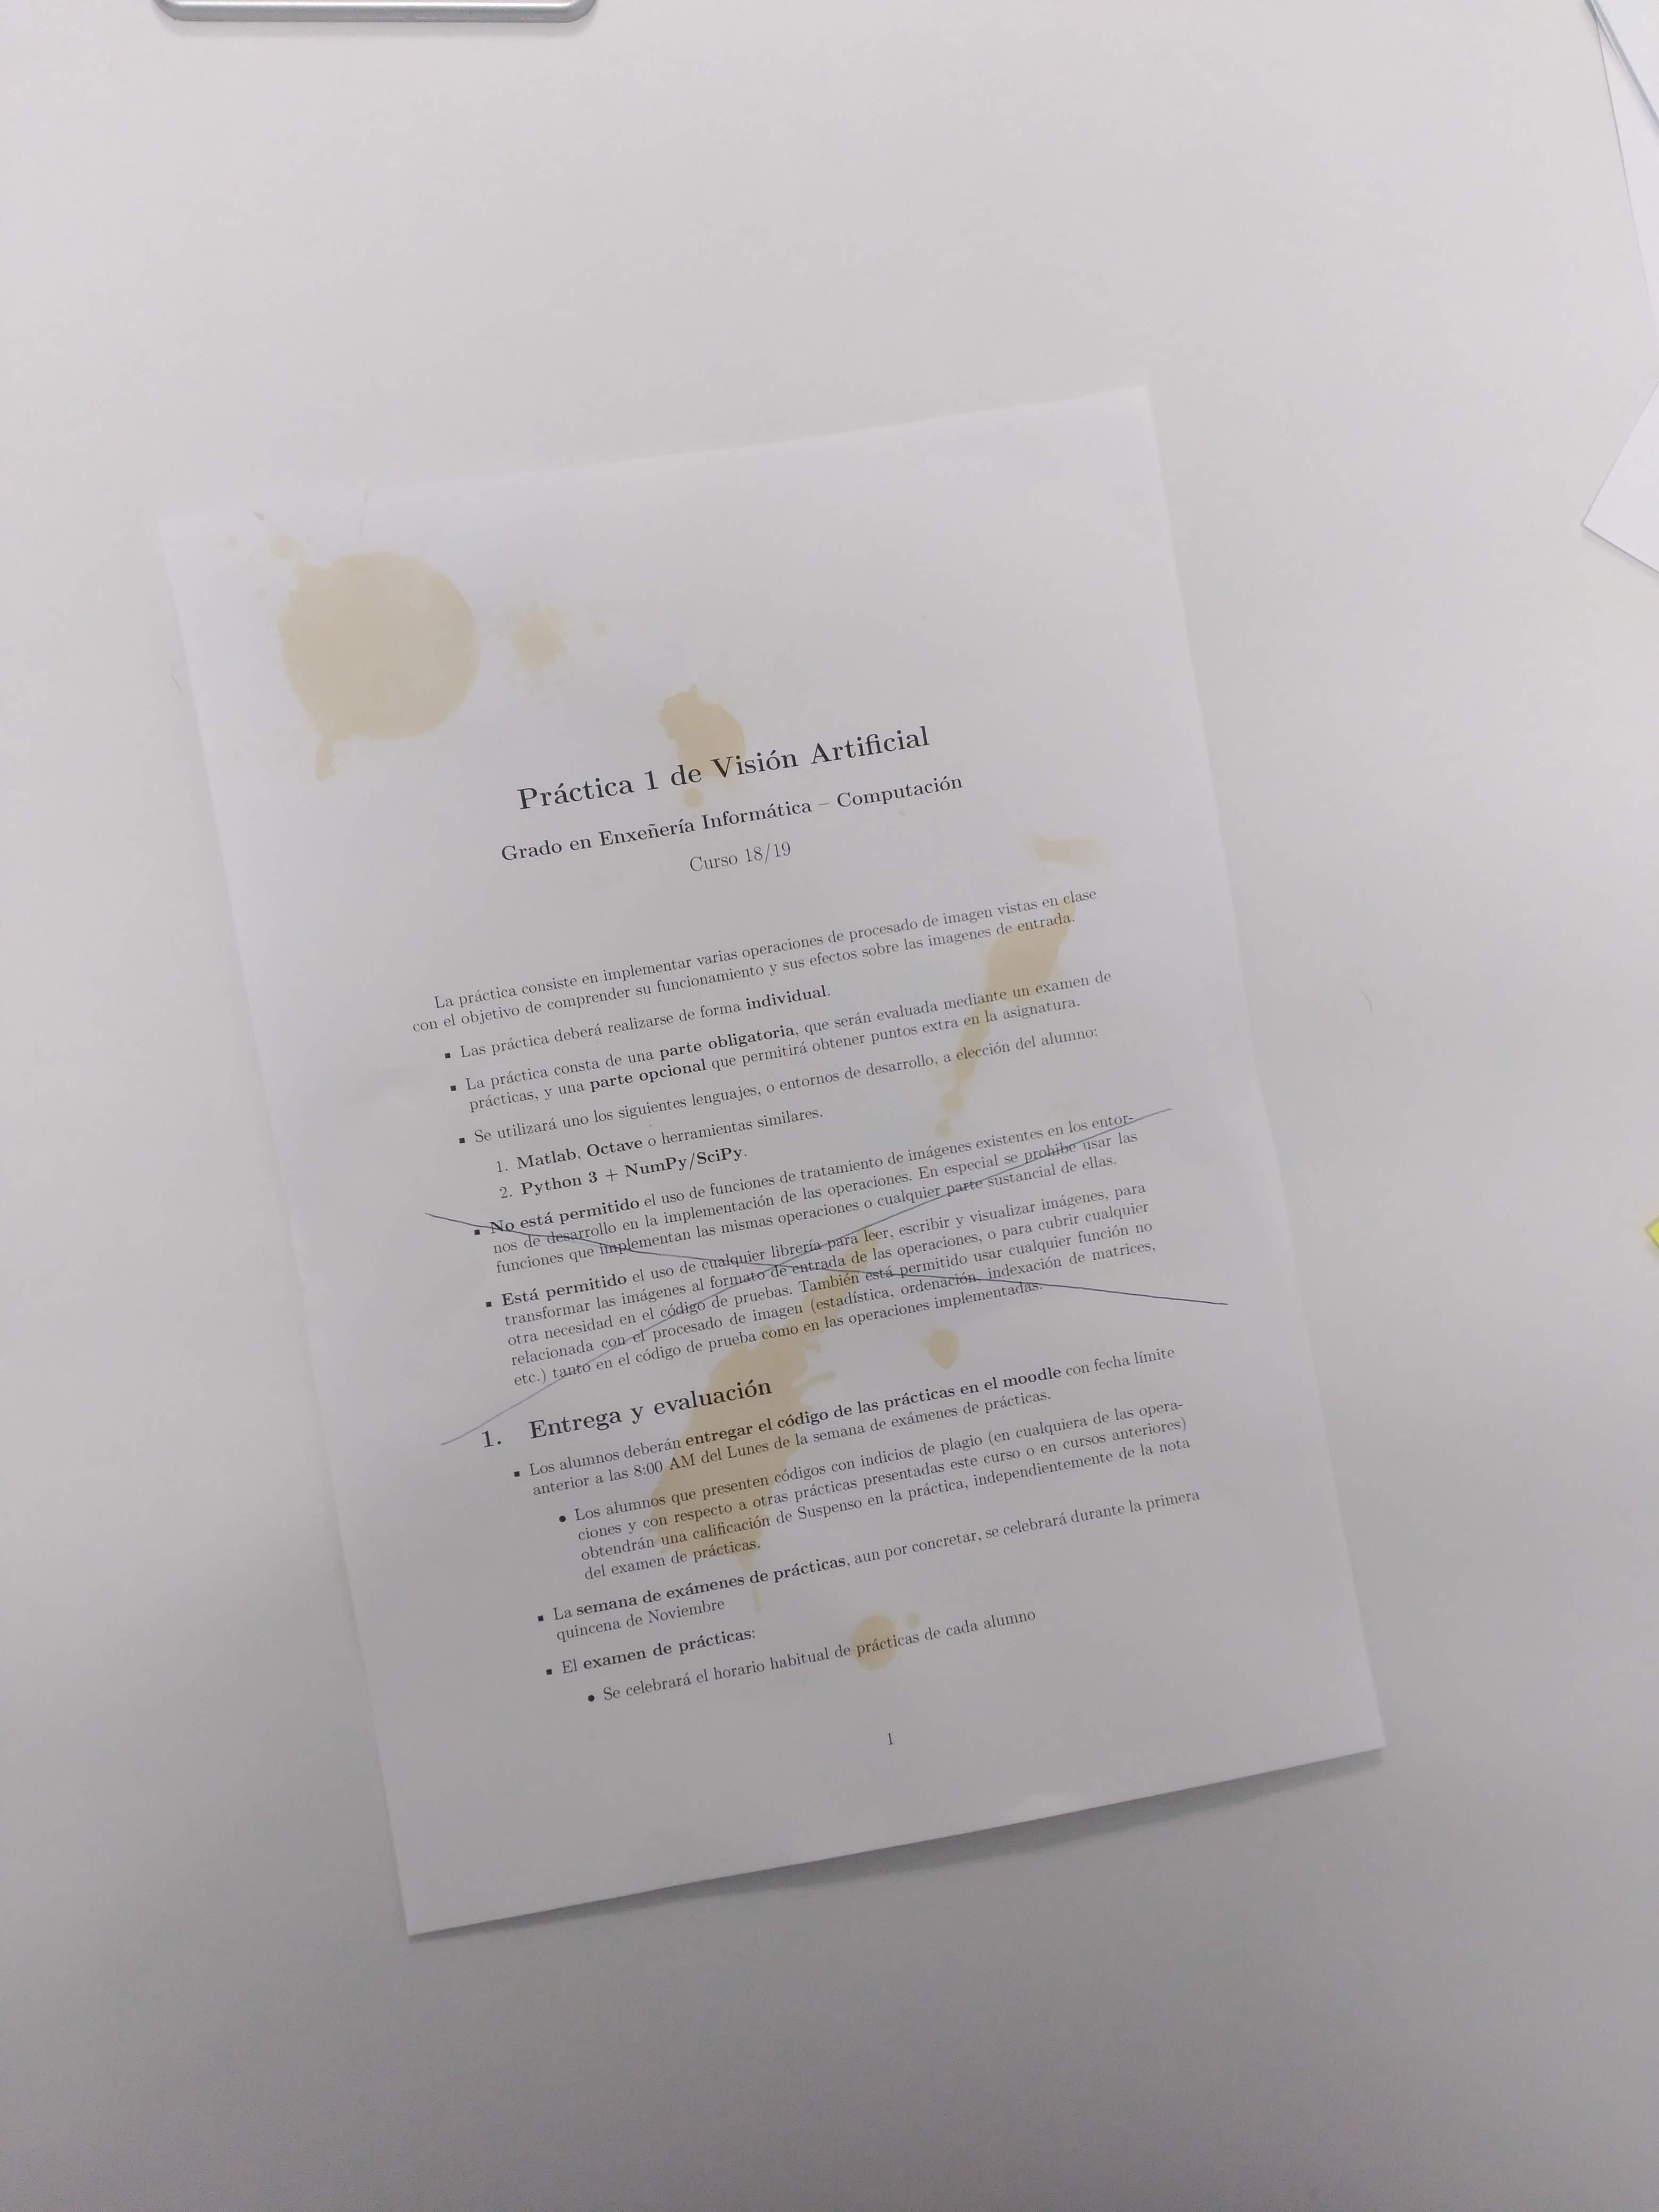 Práctica 1 de Visión Artificial
Grado en Enxeñería Informática – Computación
Curso 18/19
La práctica consiste en implementar varias operaciones de procesado de imagen vistas en clase
con el objetivo de comprender su funcionamiento y sus efectos sobre las imagenes de entrada.
▪ Las práctica deberá realizarse de forma individual.
▪ La práctica consta de una parte obligatoria, que serán evaluada mediante un examen de
prácticas, y una parte opcional que permitirá obtener puntos extra en la asignatura.
▪ Se utilizará uno los siguientes lenguajes, o entornos de desarrollo, a elección del alumno:
1. Matlab, Octave o herramientas similares.
2. Python 3 + NumPy/SciPy.
▪ No está permitido el uso de funciones de tratamiento de imágenes existentes en los entor-
nos de desarrollo en la implementación de las operaciones. En especial se prohibe usar las
funciones que implementan las mismas operaciones o cualquier parte sustancial de ellas.
▪ Está permitido el uso de cualquier librería para leer, escribir y visualizar imágenes, para
transformar las imágenes al formato de entrada de las operaciones, o para cubrir cualquier
otra necesidad en el código de pruebas. También está permitido usar cualquier función no
relacionada con el procesado de imagen (estadística, ordenación, indexación de matrices,
etc.) tanto en el código de prueba como en las operaciones implementadas.
1. Entrega y evaluación
▪ Los alumnos deberán entregar el código de las prácticas en el moodle con fecha límite
anterior a las 8:00 AM del Lunes de la semana de exámenes de prácticas.
• Los alumnos que presenten códigos con indicios de plagio (en cualquiera de las opera-
ciones y con respecto a otras prácticas presentadas este curso o en cursos anteriores)
obtendrán una calificación de Suspenso en la práctica, independientemente de la nota
del examen de prácticas.
▪ La semana de exámenes de prácticas, aun por concretar, se celebrará durante la primera
quincena de Noviembre
▪ El examen de prácticas:
• Se celebrará el horario habitual de prácticas de cada alumno
1